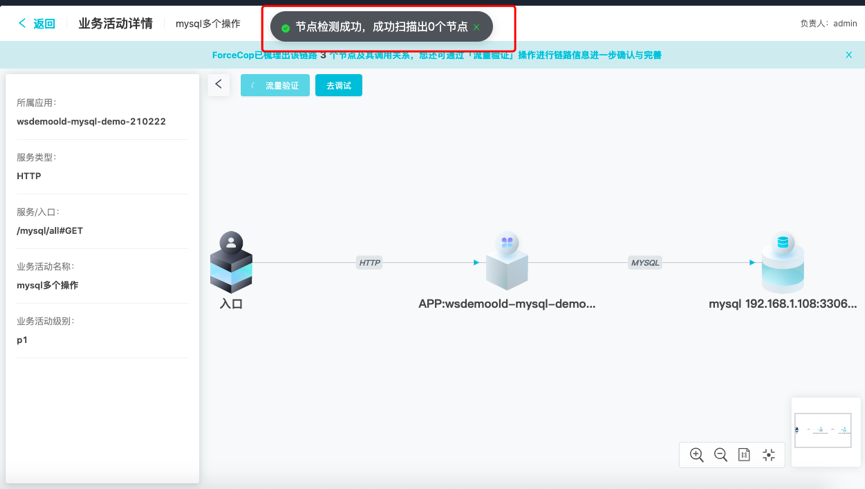 返回
业务活动详情
mysql多个操作
节点检测成功，成功扫描出0个节点
负责人：admin
ForceCop已梳理出该链路 3 个节点及其调用关系，您还可通过「流量验证」操作进行链路信息进一步确认与完善
流量验证
去调试
所属应用：
wsdemoold-mysql-demo-210222
服务类型：
HTTP
服务/入口：
/mysql/all#GET
业务活动名称：
mysql多个操作
业务活动级别：
p1
HTTP
MYSQL
入口
APP:wsdemoold-mysql-demo...
mysql 192.168.1.108:3306...